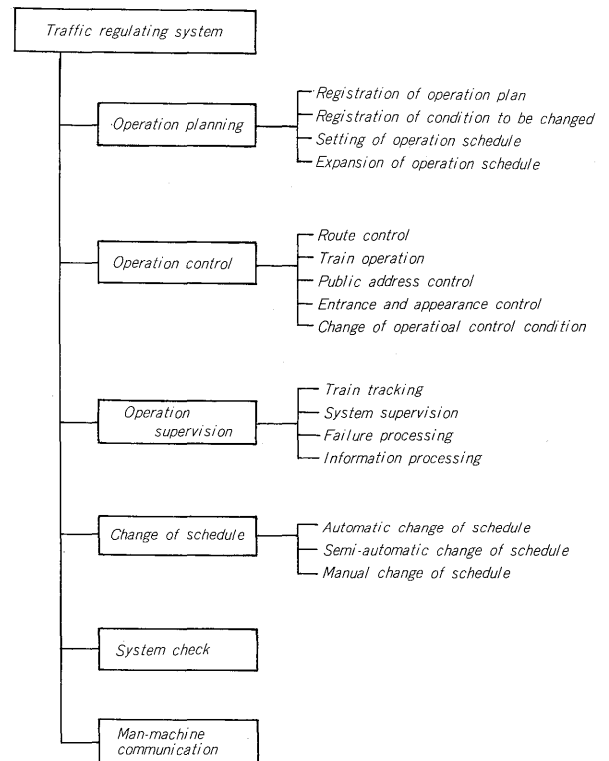 Traffic regulating system
Operation planning
Registration of operation plan
Registration of condition to be changed
Setting of operation schedule
Expansion of operation schedule
Operation control
Route control
Train operation
Public address control
Entrance and appearance control
Change of operatioal control condition
Operation
supervision
Train tracking
System supervision
Failure processing
Information processing
Change of schedule
Automatic change of schedule
Semi-automatic change of schedule
Manual change of schedule
System check
Man-machine
communication